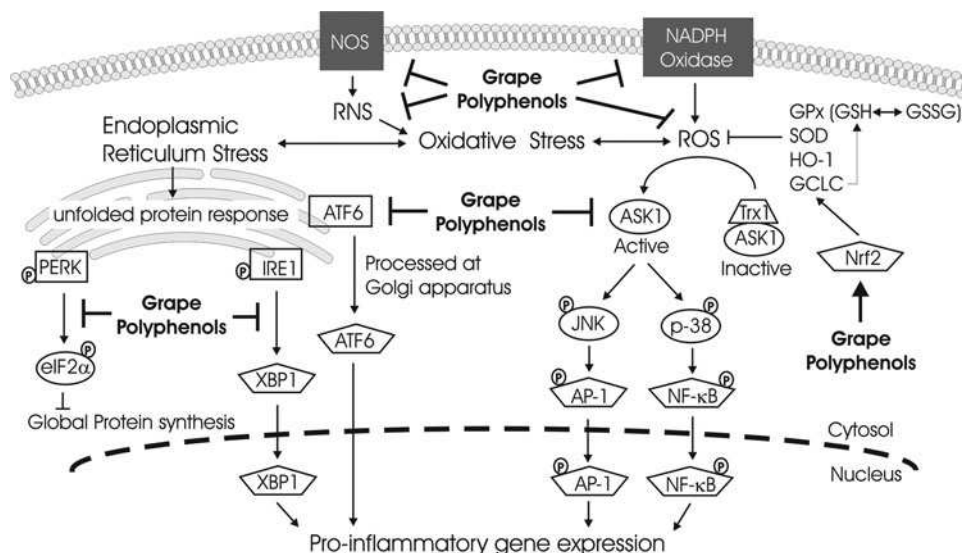 NOS
NADPH
Oxidase
Grape
Polyphenols
RNS
GPx (GSH GSSG)
Endoplasmic
Reticulum Stress
Oxidative Stress
ROS
SOD
HO-1
GCLC
unfolded protein response
ATF6
Grape
Polyphenols
ASK1
Active
Trx1
ASK1
Inactive
Nrf2
P
PERK
P
IRE1
Processed at
Golgi apparatus
Grape
Polyphenols
P
JNK
P
p-38
Grape
Polyphenols
P
eIF2α
XBP1
ATF6
P
AP-1
P
NF-κB
Global Protein synthesis
Cytosol
Nucleus
XBP1
P
AP-1
P
NF-κB
Pro-inflammatory gene expression